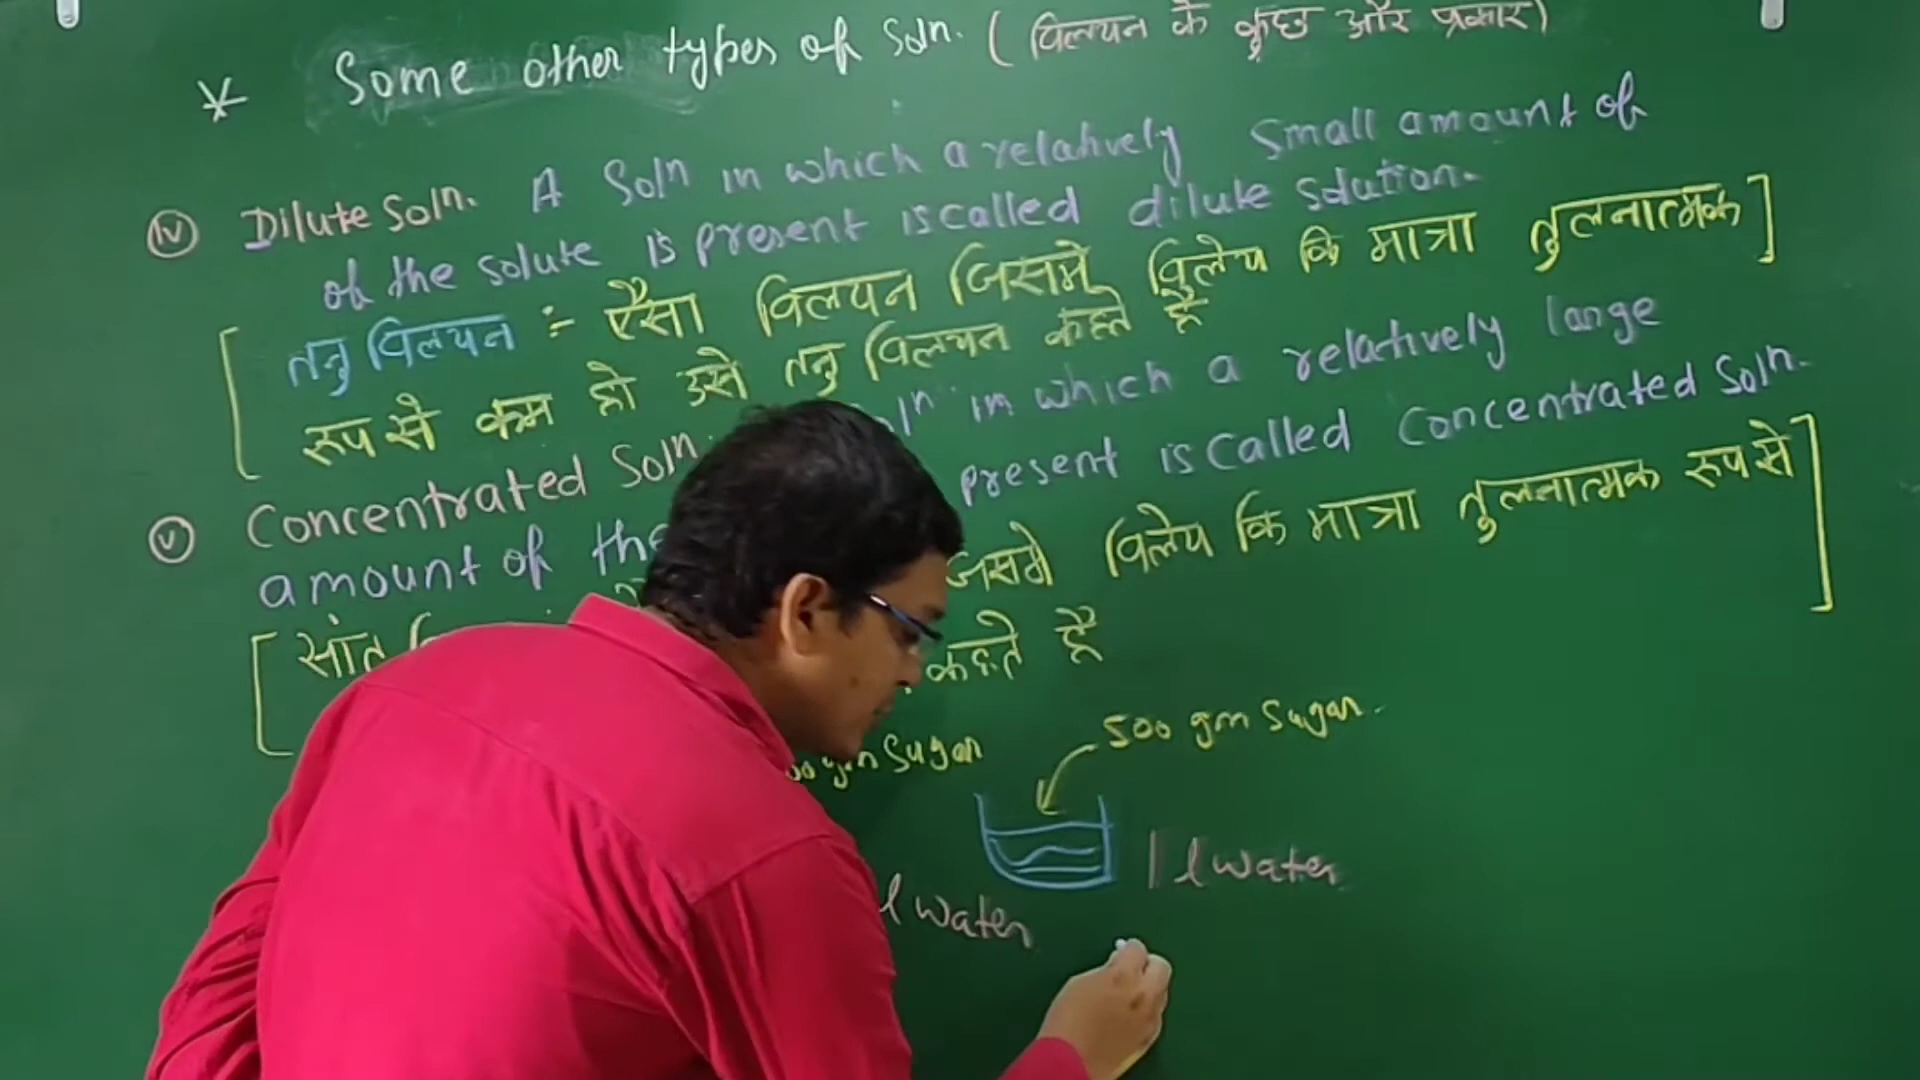 * Some other types of Soln. ( विलयन के कुछ और प्रकार)
(iv) Dilute Soln. A Soln in which a relatively small amount of
of the solute is present is called dilute solution.
[ तनु विलयन :- ऐसा विलयन जिसमे विलेय कि मात्रा तुलनात्मक ]
रूप से कम हो उसे तनु विलयन कहते है
(v) Concentrated Soln. in which a relatively large
amount of the present is called Concentrated Soln.
[ सांत जिसमे विलेय कि मात्रा तुलनात्मक रूप से ]
कहते है
gm Sugar
500 gm Sugar.
1 l water
l water